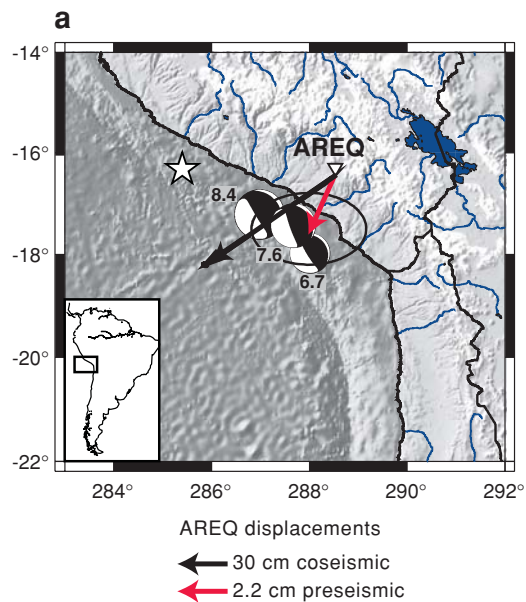 a
-14°
-16°
-18°
-20°
-22°
AREQ
8.4
7.6
6.7
284°
286°
288°
290°
292°
AREQ displacements
30 cm coseismic
2.2 cm preseismic